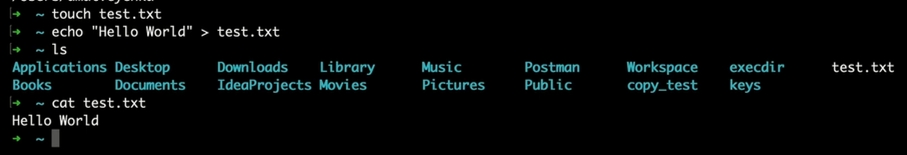 ➜ ~ touch test.txt
➜ ~ echo "Hello World" > test.txt
➜ ~ ls
Applications Desktop Downloads Library Music Postman Workspace execdir test.txt
Books Documents IdeaProjects Movies Pictures Public copy_test keys
➜ ~ cat test.txt
Hello World
➜ ~